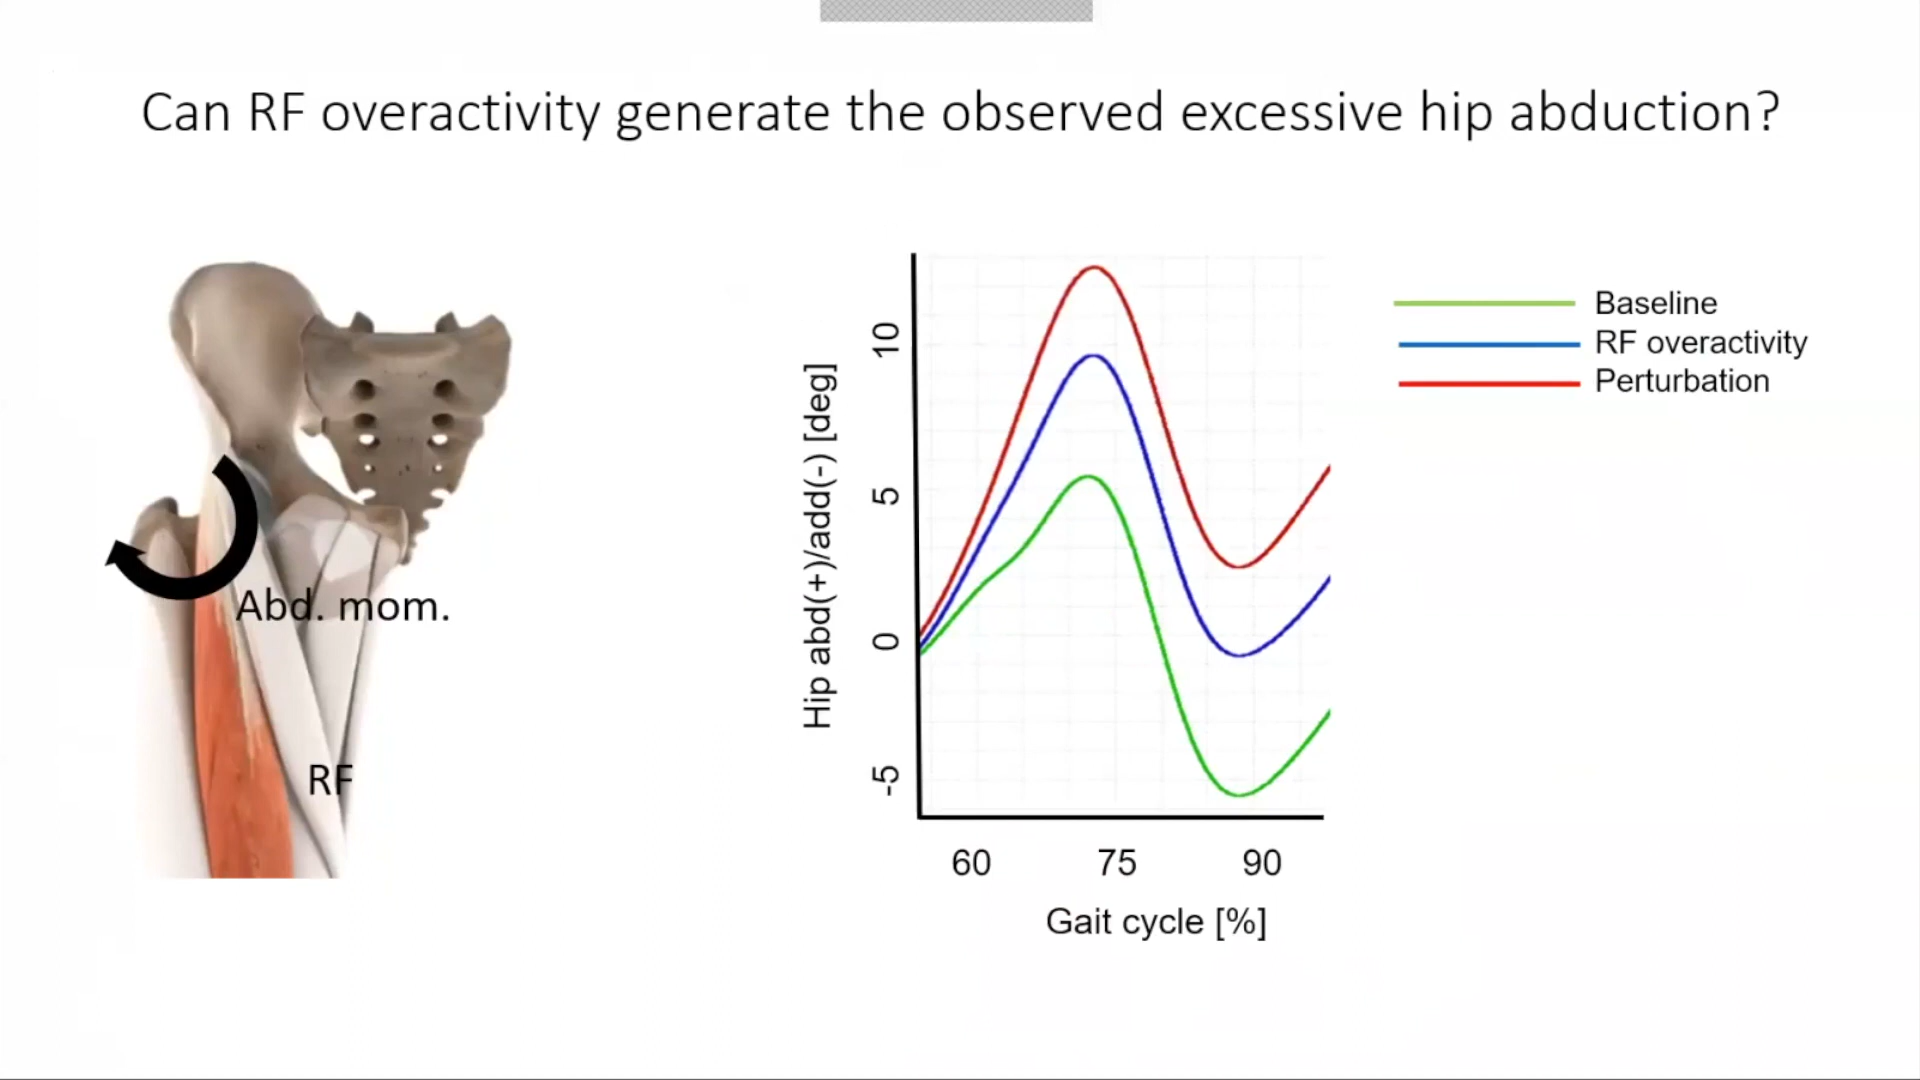 Can RF overactivity generate the observed excessive hip abduction?
Abd. mom.
RF
Hip abd(+)/add(-) [deg]
10
5
0
-5
60 75 90
Gait cycle [%]
Baseline
RF overactivity
Perturbation